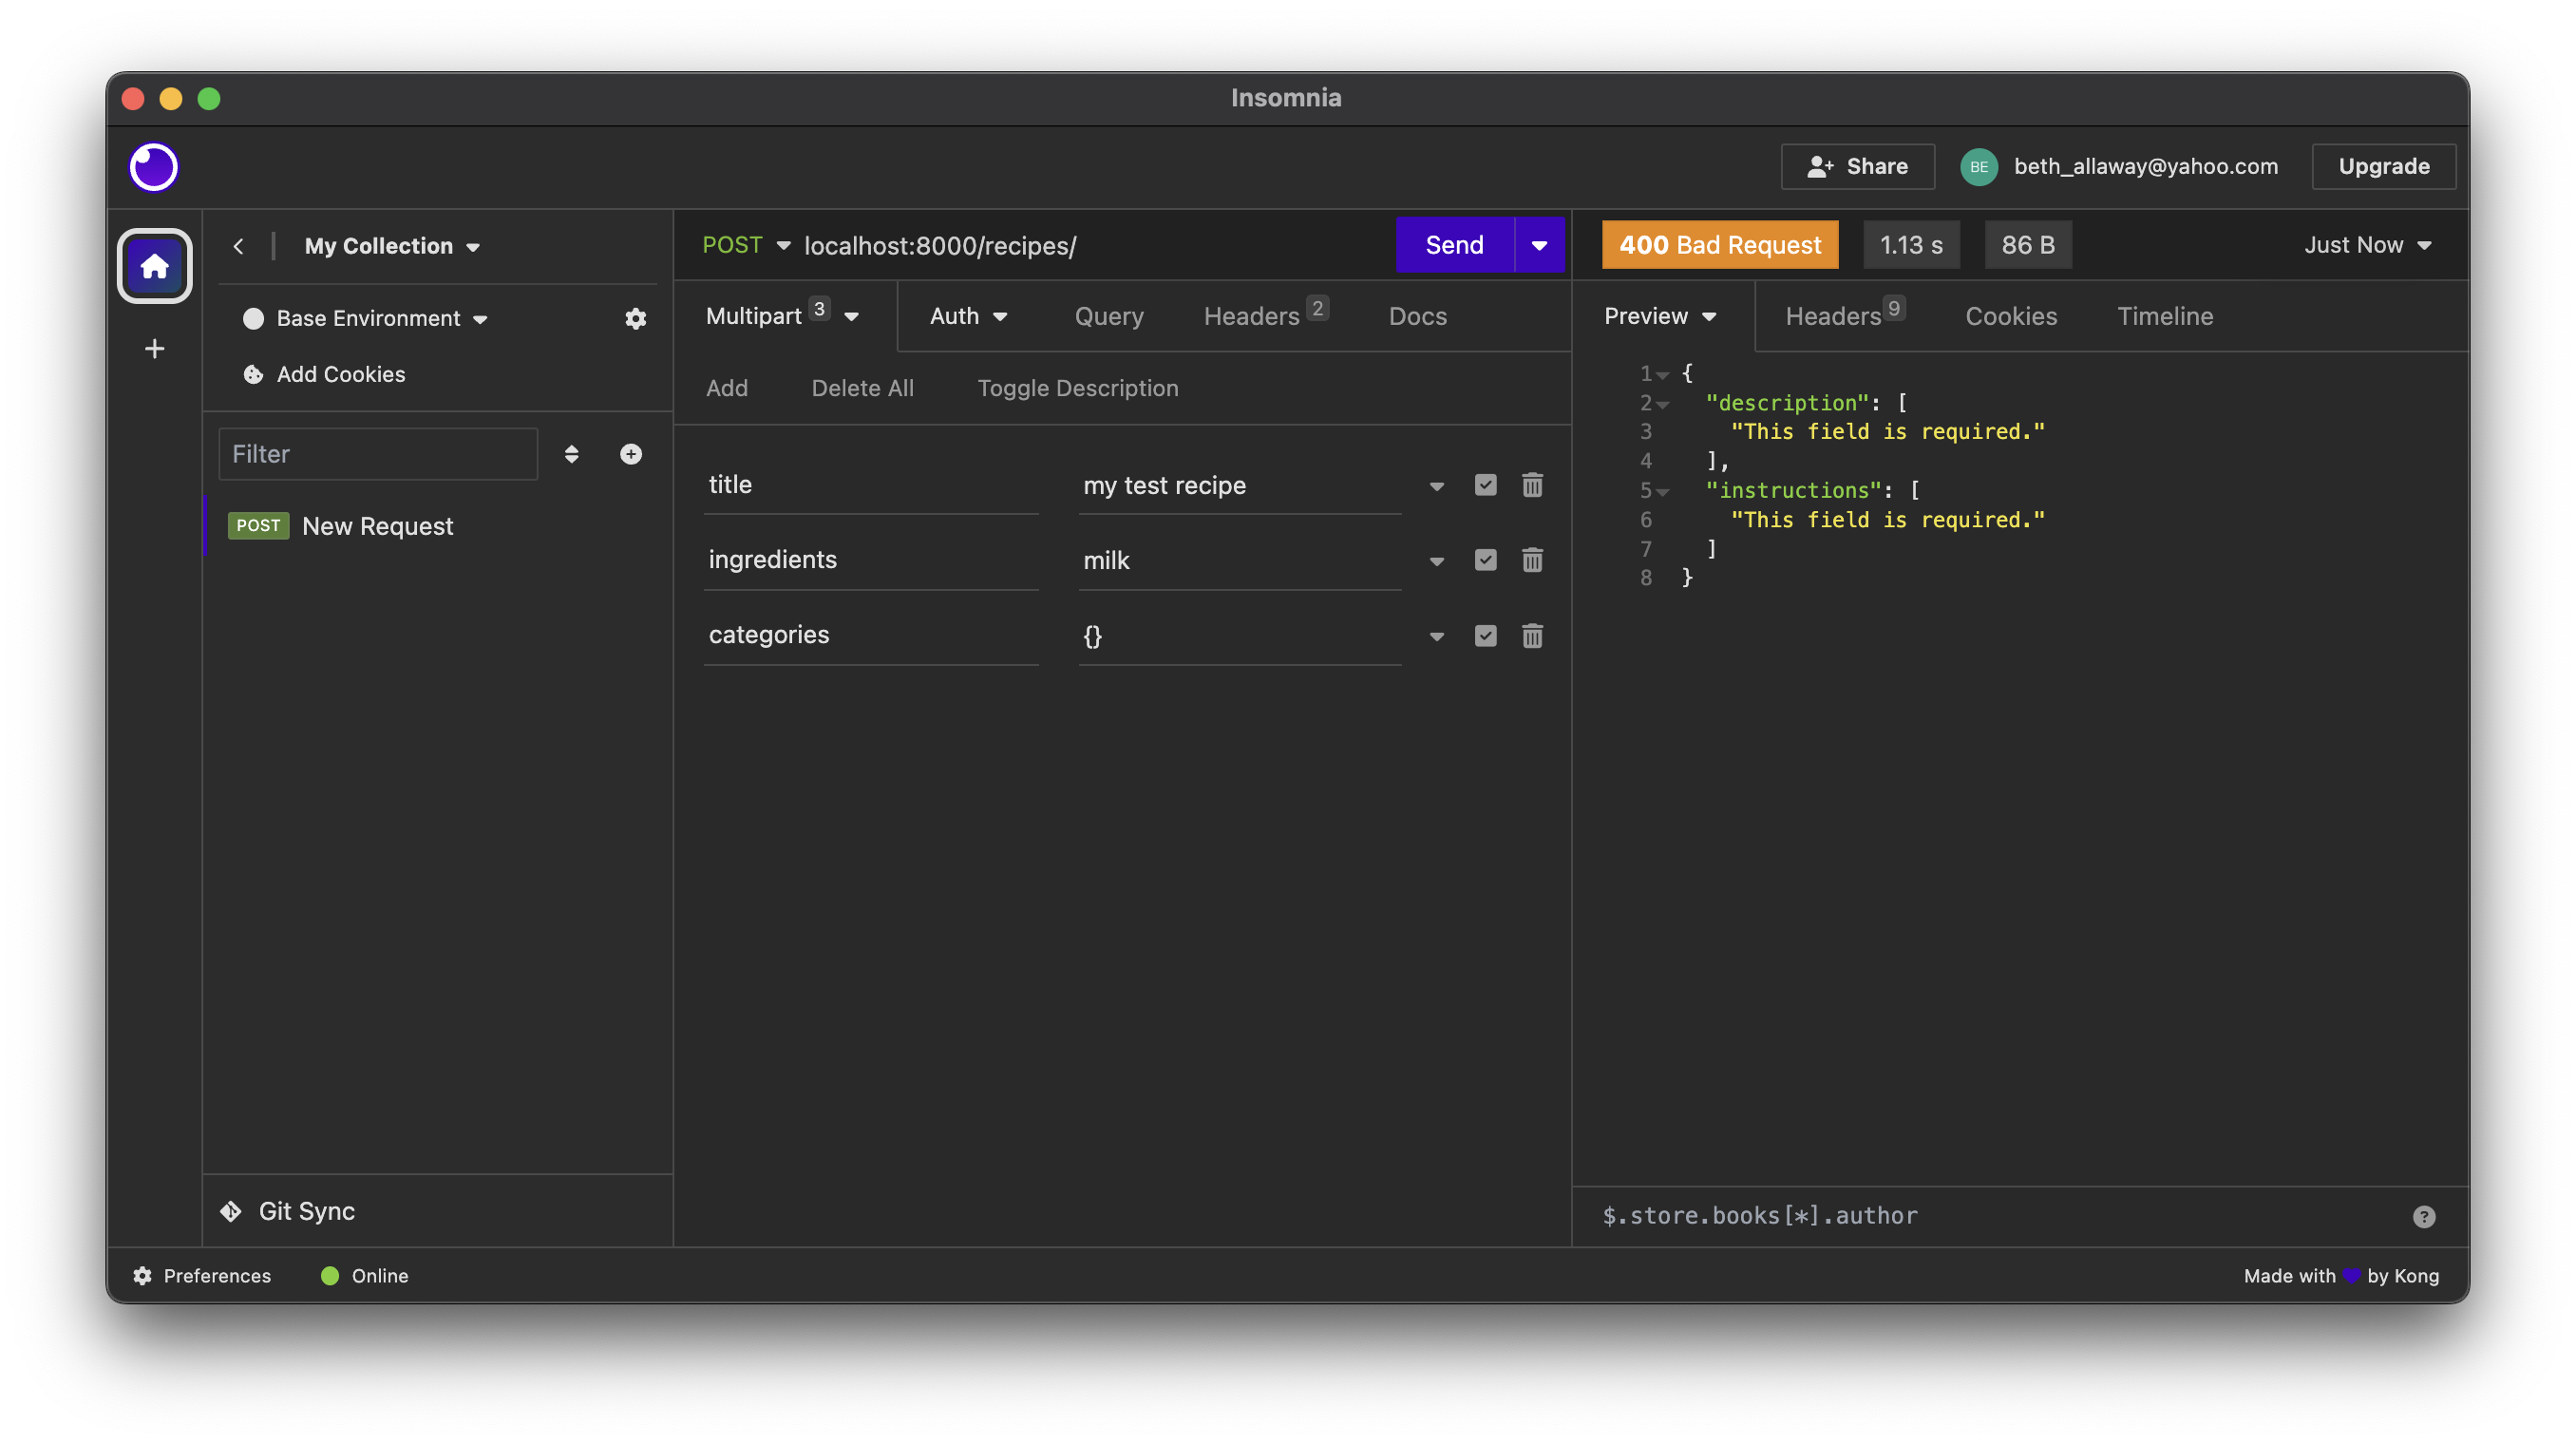 Insomnia
Share
BE
beth_allaway@yahoo.com
Upgrade
My Collection
Base Environment
Add Cookies
Filter
POST New Request
Git Sync
POST localhost:8000/recipes/
Send
Multipart 3
Auth
Query
Headers 2
Docs
Add
Delete All
Toggle Description
title my test recipe
ingredients milk
categories {}
400 Bad Request
1.13 s
86 B
Just Now
Preview
Headers 9
Cookies
Timeline
1 {
2 "description": [
3 "This field is required."
4 ],
5 "instructions": [
6 "This field is required."
7 ]
8 }
$.store.books[*].author
?
Preferences
Online
Made with 💜 by Kong